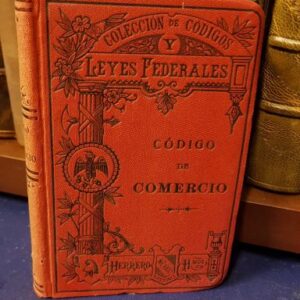 COLECCION DE CODIGOS
Y
LEYES FEDERALES
CÓDIGO
DE
COMERCIO
HERRERO